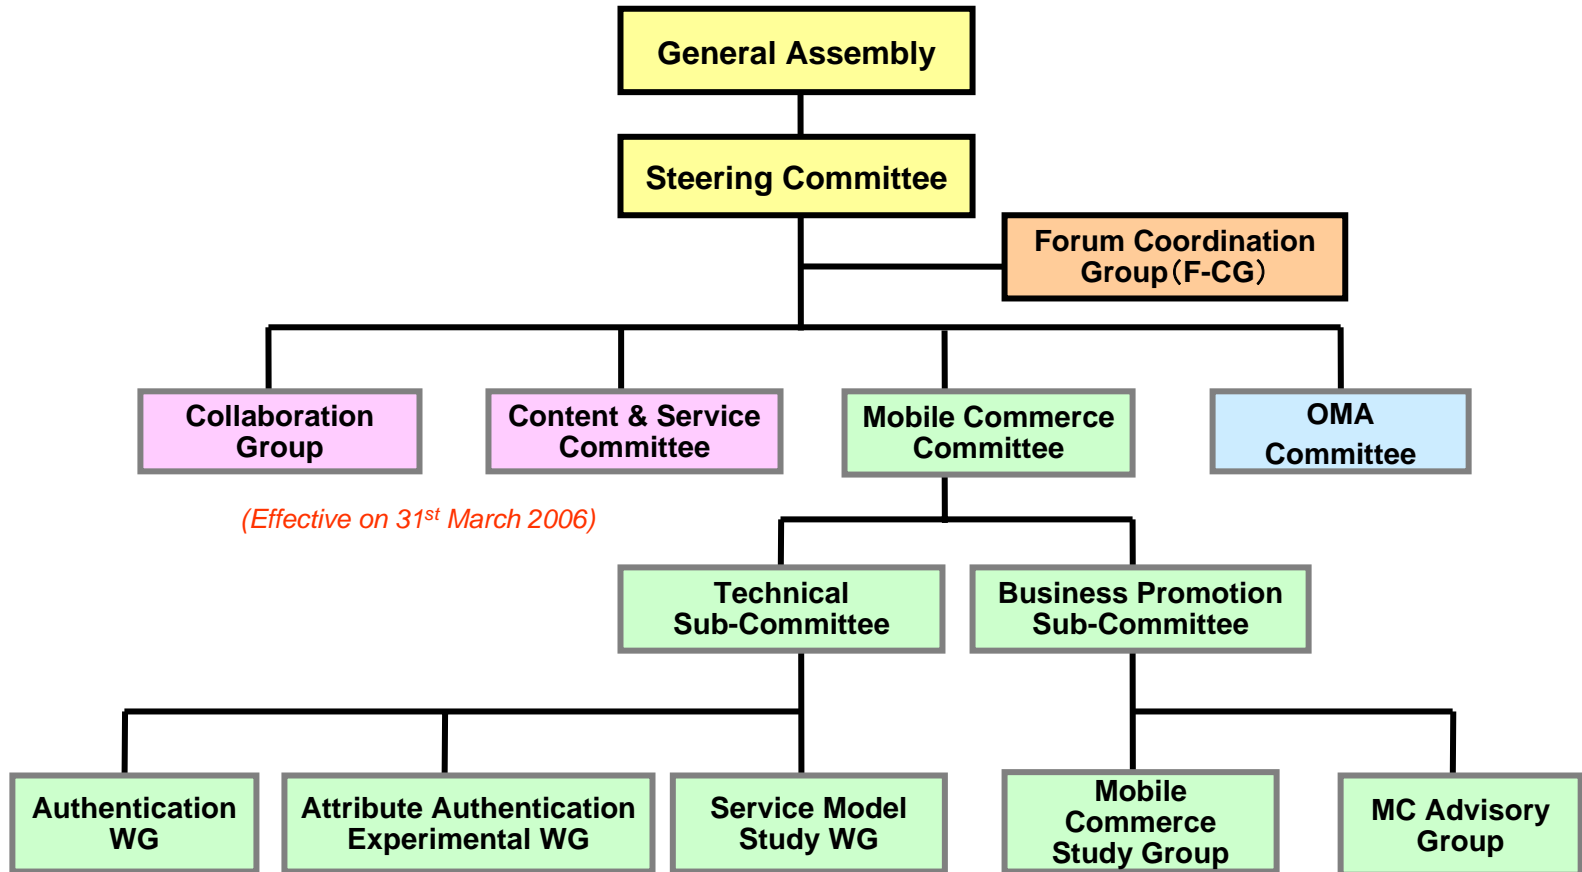 General Assembly
Steering Committee
Forum Coordination
Group（F-CG）
Collaboration
Group
Content & Service
Committee
Mobile Commerce
Committee
OMA
Committee
(Effective on 31st March 2006)
Technical
Sub-Committee
Business Promotion
Sub-Committee
Authentication
WG
Attribute Authentication
Experimental WG
Service Model
Study WG
Mobile
Commerce
Study Group
MC Advisory
Group